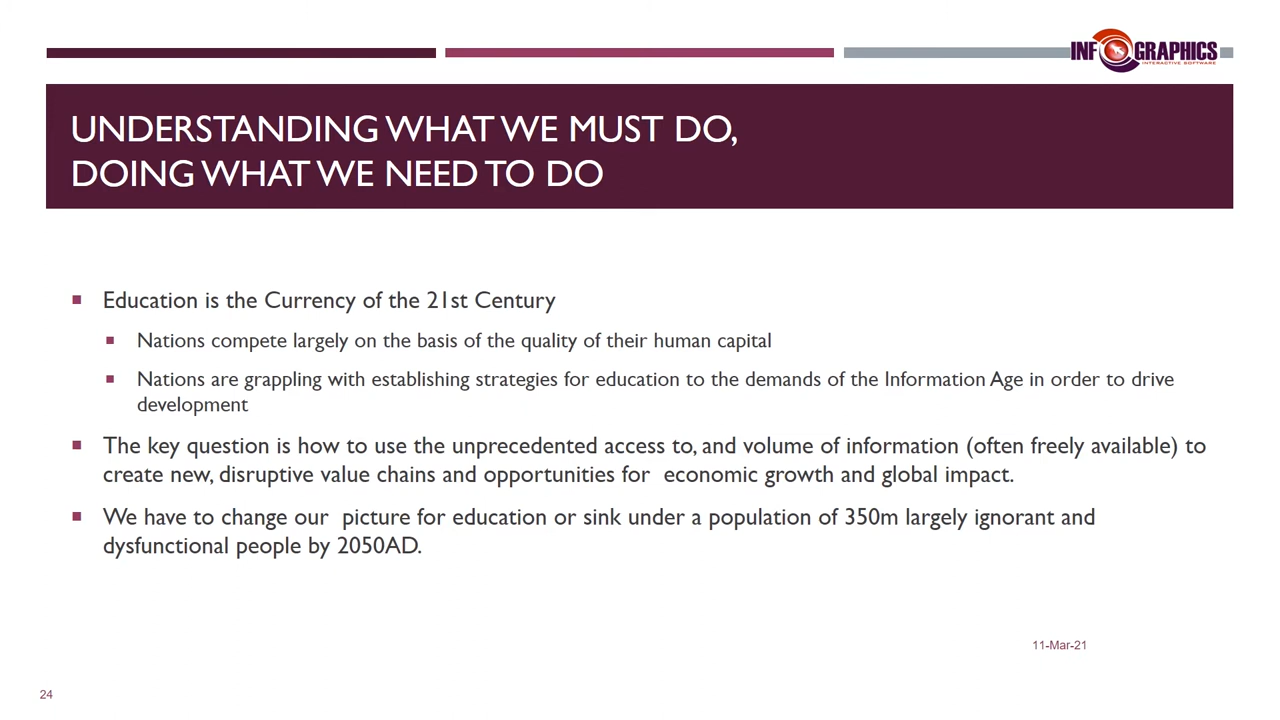 INFOGRAPHICS
INTERACTIVE SOFTWARE
UNDERSTANDING WHAT WE MUST DO,
DOING WHAT WE NEED TO DO
Education is the Currency of the 21st Century
Nations compete largely on the basis of the quality of their human capital
Nations are grappling with establishing strategies for education to the demands of the Information Age in order to drive
development
The key question is how to use the unprecedented access to, and volume of information (often freely available) to
create new, disruptive value chains and opportunities for  economic growth and global impact.
We have to change our  picture for education or sink under a population of 350m largely ignorant and
dysfunctional people by 2050AD.
11-Mar-21
24